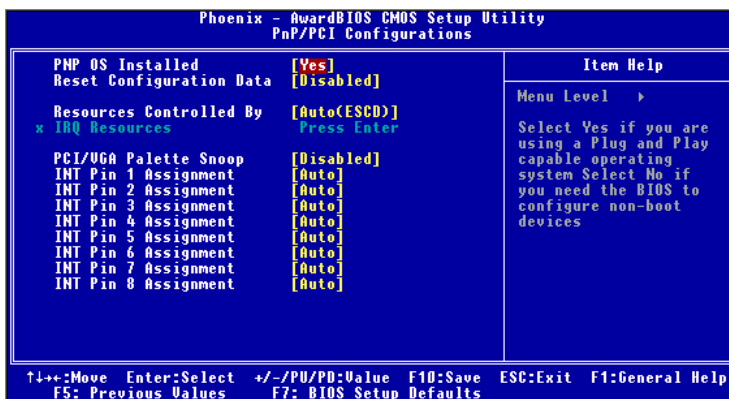 Phoenix - AwardBIOS CMOS Setup Utility
PnP/PCI Configurations
PNP OS Installed [Yes]
Reset Configuration Data [Disabled]
Resources Controlled By [Auto(ESCD)]
x IRQ Resources Press Enter
PCI/VGA Palette Snoop [Disabled]
INT Pin 1 Assignment [Auto]
INT Pin 2 Assignment [Auto]
INT Pin 3 Assignment [Auto]
INT Pin 4 Assignment [Auto]
INT Pin 5 Assignment [Auto]
INT Pin 6 Assignment [Auto]
INT Pin 7 Assignment [Auto]
INT Pin 8 Assignment [Auto]
Item Help
Menu Level ▸
Select Yes if you are
using a Plug and Play
capable operating
system Select No if
you need the BIOS to
configure non-boot
devices
↑↓→←:Move Enter:Select +/-/PU/PD:Value F10:Save ESC:Exit F1:General Help
F5: Previous Values F7: BIOS Setup Defaults